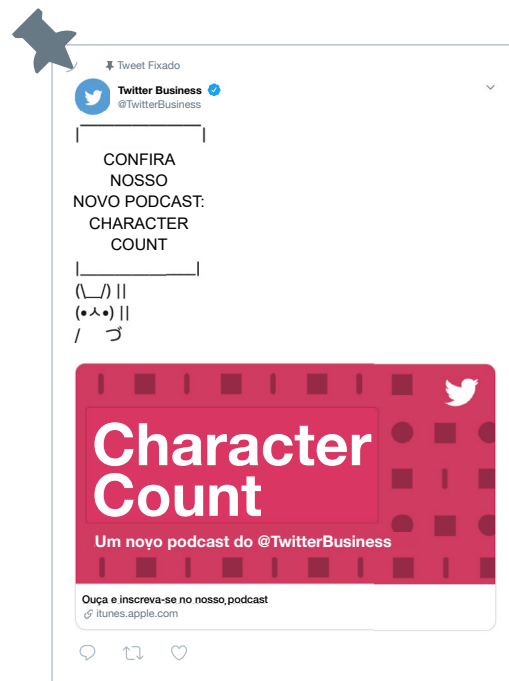 Tweet Fixado
Twitter Business
@TwitterBusiness
|￣￣￣￣￣￣￣|
CONFIRA
NOSSO
NOVO PODCAST:
CHARACTER
COUNT
|＿＿＿＿＿＿＿|
(\__/) ||
(•ㅅ•) ||
/ 　 づ
Character
Count
Um novo podcast do @TwitterBusiness
Ouça e inscreva-se no nosso podcast
itunes.apple.com